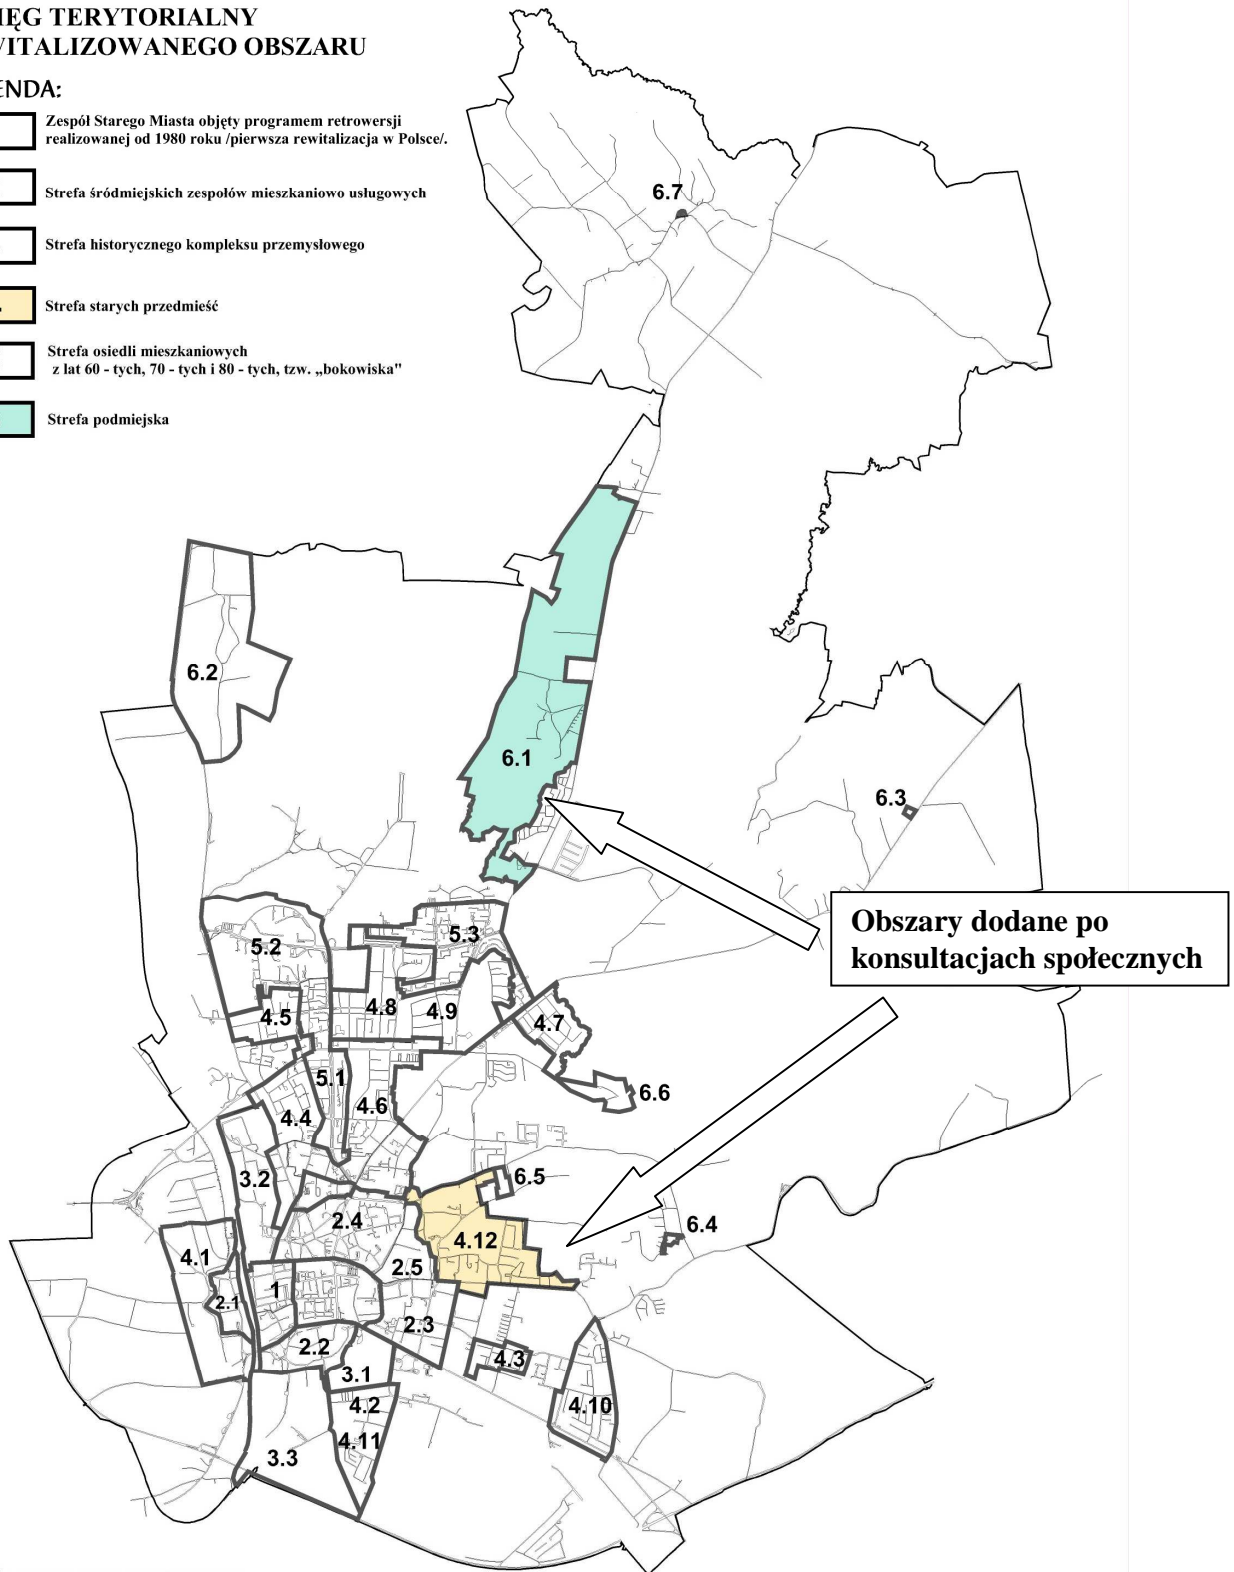 IĘG TERYTORIALNY
VITALIZOWANEGO OBSZARU
ENDA:
Zespół Starego Miasta objęty programem retrowersji
realizowanej od 1980 roku /pierwsza rewitalizacja w Polsce/.
Strefa śródmiejskich zespołów mieszkaniowo usługowych
Strefa historycznego kompleksu przemysłowego
Strefa starych przedmieść
Strefa osiedli mieszkaniowych
z lat 60 - tych, 70 - tych i 80 - tych, tzw. „bokowiska"
Strefa podmiejska
6.7
6.2
6.1
6.3
Obszary dodane po
konsultacjach społecznych
5.2
5.3
4.5
4.8
4.9
4.7
5.1
4.6
6.6
4.4
3.2
6.5
2.4
6.4
4.1
4.12
2.5
2.1
1
2.3
2.2
4.3
3.1
4.2
4.10
4.11
3.3